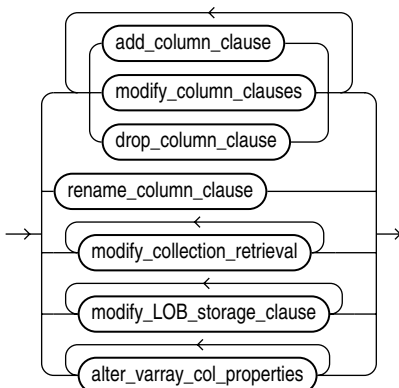 add_column_clause
modify_column_clauses
drop_column_clause
rename_column_clause
modify_collection_retrieval
modify_LOB_storage_clause
alter_varray_col_properties